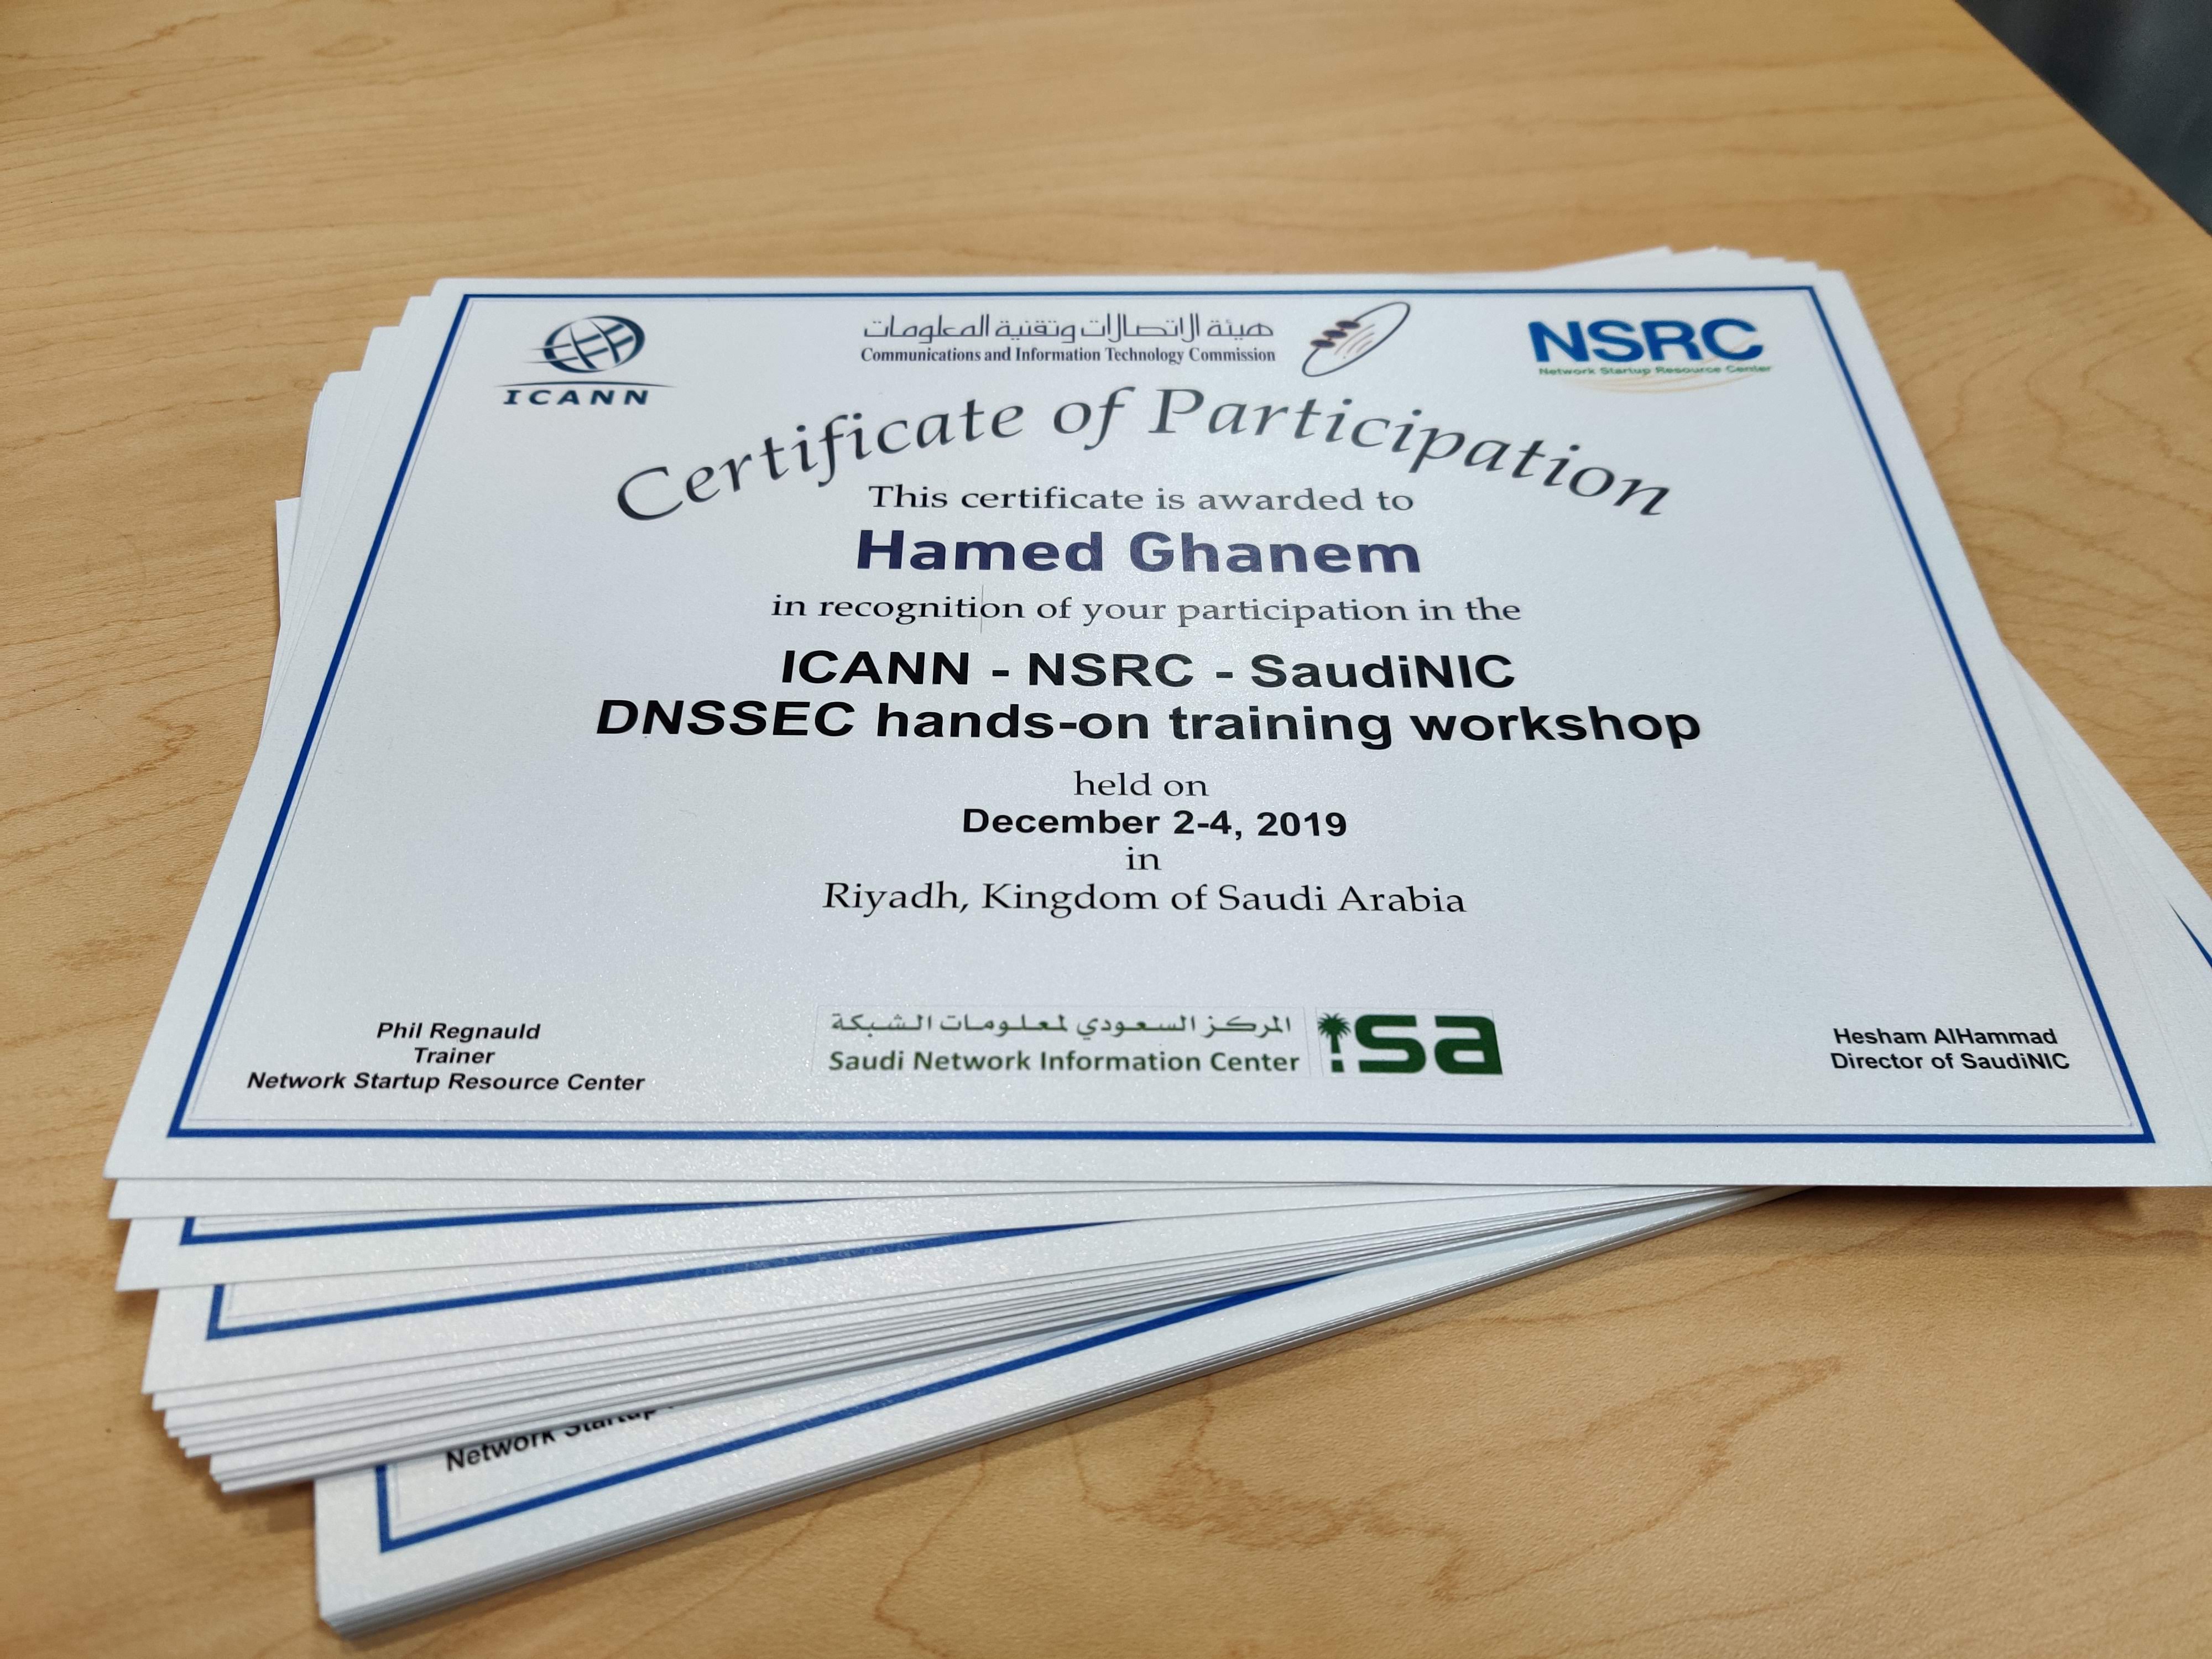 ICANN
هيئة الاتصالات وتقنية المعلومات
Communications and Information Technology Commission
NSRC
Network Startup Resource Center
Certificate of Participation
This certificate is awarded to
Hamed Ghanem
in recognition of your participation in the
ICANN - NSRC - SaudiNIC
DNSSEC hands-on training workshop
held on
December 2-4, 2019
in
Riyadh, Kingdom of Saudi Arabia
Phil Regnauld
Trainer
Network Startup Resource Center
المركز السعودي لمعلومات الشبكة
Saudi Network Information Center
sa
Hesham AlHammad
Director of SaudiNIC
Network Startup